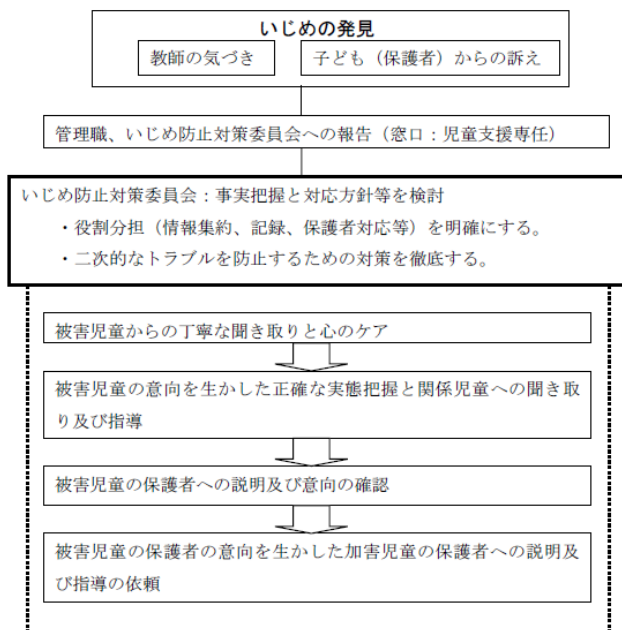 いじめの発見
教師の気づき
子ども（保護者）からの訴え
管理職、いじめ防止対策委員会への報告（窓口：児童支援専任）
いじめ防止対策委員会：事実把握と対応方針等を検討
・役割分担（情報集約、記録、保護者対応等）を明確にする。
・二次的なトラブルを防止するための対策を徹底する。
被害児童からの丁寧な聞き取りと心のケア
被害児童の意向を生かした正確な実態把握と関係児童への聞き取
り及び指導
被害児童の保護者への説明及び意向の確認
被害児童の保護者の意向を生かした加害児童の保護者への説明及
び指導の依頼